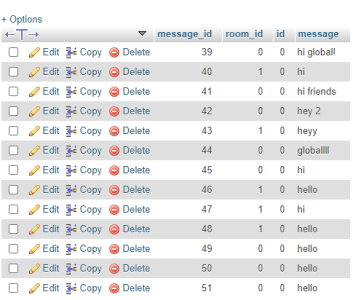 + Options
←T→ message_id room_id id message
Edit Copy Delete 39 0 0 hi global!
Edit Copy Delete 40 1 0 hi
Edit Copy Delete 41 0 0 hi friends
Edit Copy Delete 42 0 0 hey 2
Edit Copy Delete 43 1 0 heyy
Edit Copy Delete 44 0 0 globallll
Edit Copy Delete 45 0 0 hi
Edit Copy Delete 46 1 0 hello
Edit Copy Delete 47 1 0 hi
Edit Copy Delete 48 1 0 hello
Edit Copy Delete 49 0 0 hello
Edit Copy Delete 50 0 0 hello
Edit Copy Delete 51 0 0 hello